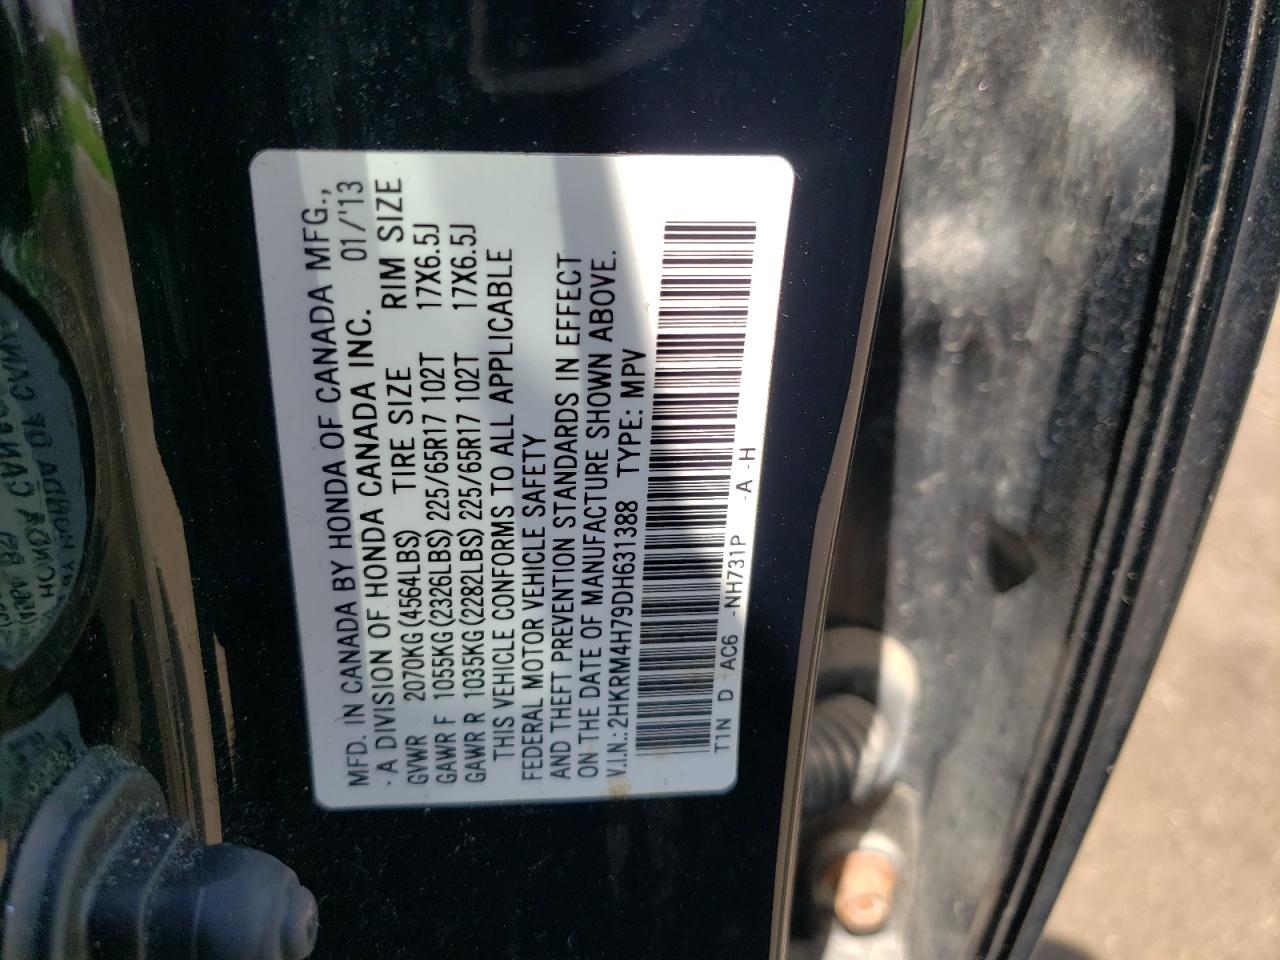 MFD. IN CANADA BY HONDA OF CANADA MFG.,
A DIVISION OF HONDA CANADA INC. 01/'13
GVWR 2070KG(4564LBS) TIRE SIZE RIM SIZE
GAWR F 1055KG(2326LBS) 225/65R17 102T 17X6.5J
GAWR R 1035KG(2282LBS) 225/65R17 102T 17X6.5J
THIS VEHICLE CONFORMS TO ALL APPLICABLE
FEDERAL MOTOR VEHICLE SAFETY
AND THEFT PREVENTION STANDARDS IN EFFECT
ON THE DATE OF MANUFACTURE SHOWN ABOVE.
V.I.N.: 2HKRM4H79DH631388 TYPE: MPV
T1N D AC6 -NH731P -A -H